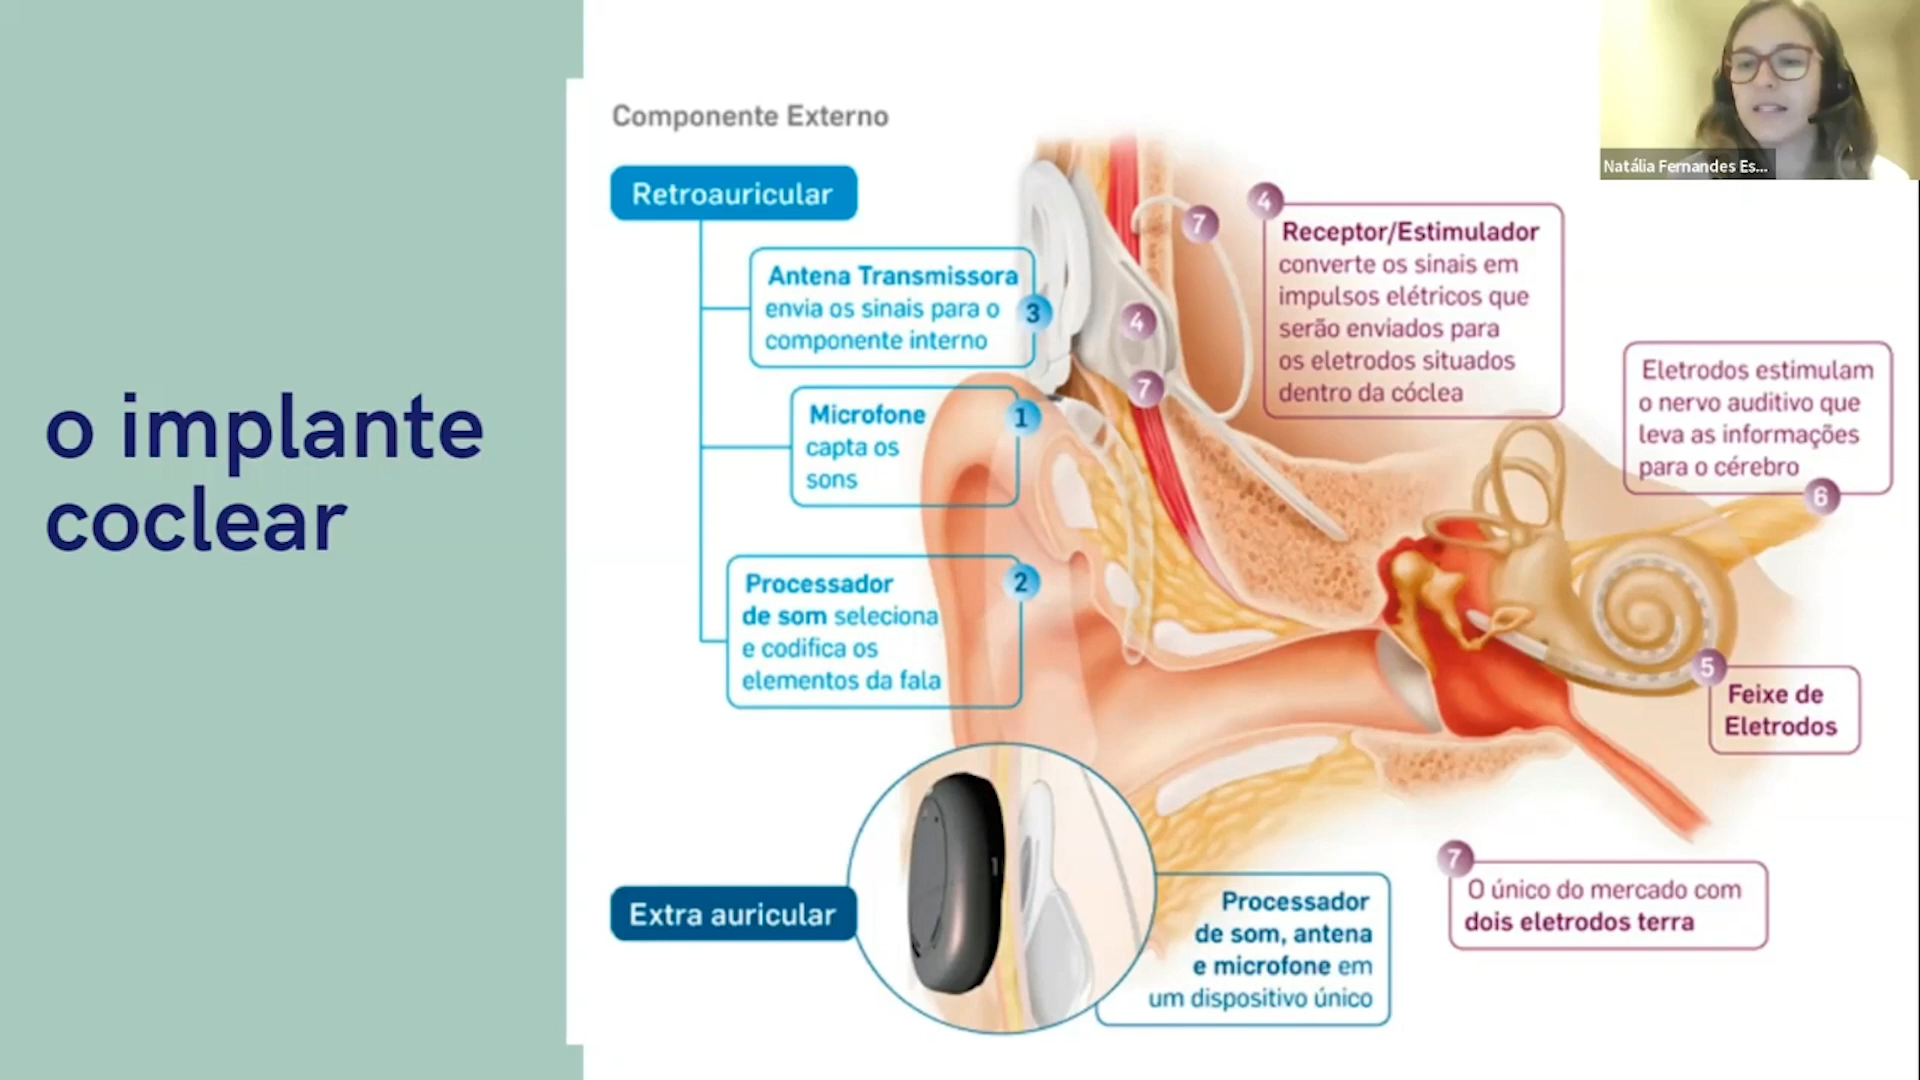 o implante
coclear
Componente Externo
Retroauricular
Antena Transmissora
envia os sinais para o
componente interno
3
Microfone
capta os
sons
1
Processador
de som seleciona
e codifica os
elementos da fala
2
Extra auricular
Processador
de som, antena
e microfone em
um dispositivo único
7
4
7
4
Receptor/Estimulador
converte os sinais em
impulsos elétricos que
serão enviados para
os eletrodos situados
dentro da cóclea
Eletrodos estimulam
o nervo auditivo que
leva as informações
para o cérebro
6
5
Feixe de
Eletrodos
7
O único do mercado com
dois eletrodos terra
Natália Fernandes Es...